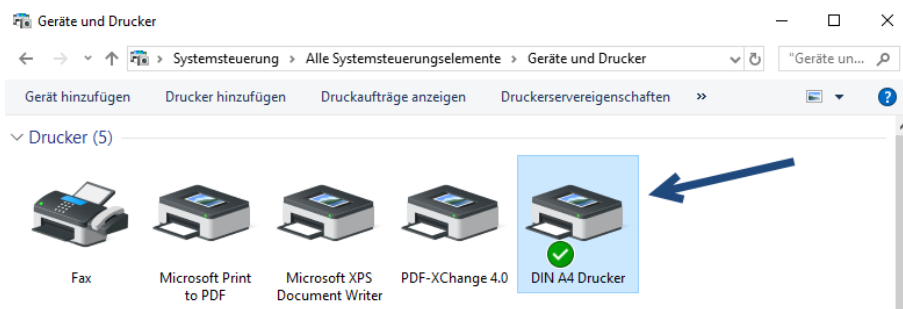 Geräte und Drucker
Systemsteuerung > Alle Systemsteuerungselemente > Geräte und Drucker
"Geräte un...
Gerät hinzufügen Drucker hinzufügen Druckaufträge anzeigen Druckerservereigenschaften »
?
Drucker (5)
Fax
Microsoft Print
to PDF
Microsoft XPS
Document Writer
PDF-XChange 4.0
DIN A4 Drucker